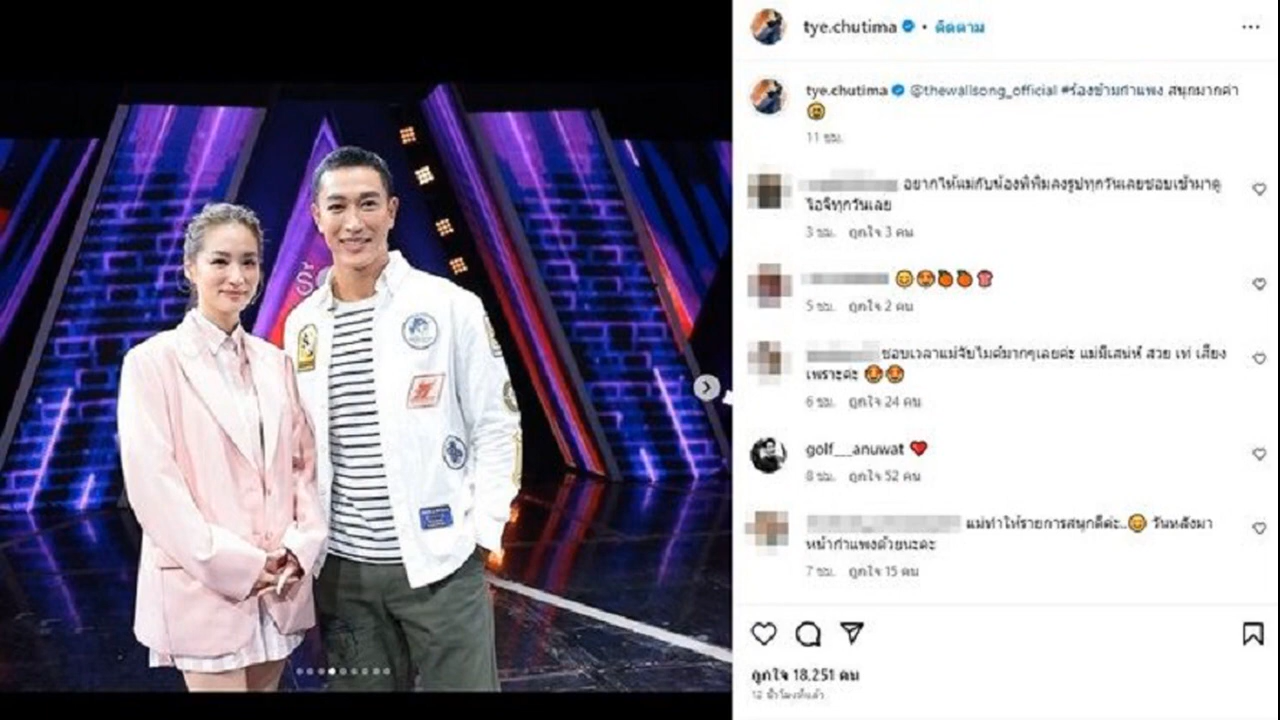 tye.chutima • ติดตาม
tye.chutima @thewallsong_official #ร้องข้ามกำแพง สนุกมากค่า
11 ชม.
อยากให้แม่กับน้องพิพิมลงรูปทุกวันเลยชอบเข้ามาดู
ไอจีทุกวันเลย
3 ชม. ถูกใจ 3 คน
5 ชม. ถูกใจ 2 คน
ชอบเวลาแม่จับไมค์มากๆเลยค่ะ แม่มีเสน่ห์ สวย เท่ เสียง
เพราะค่ะ
6 ชม. ถูกใจ 24 คน
golf__anuwat
8 ชม. ถูกใจ 52 คน
แม่ทำให้รายการสนุกดีค่ะ.. วันหลังมา
หน้ากำแพงด้วยนะคะ
7 ชม. ถูกใจ 15 คน
ถูกใจ 18,251 คน
12 ชั่วโมงที่แล้ว